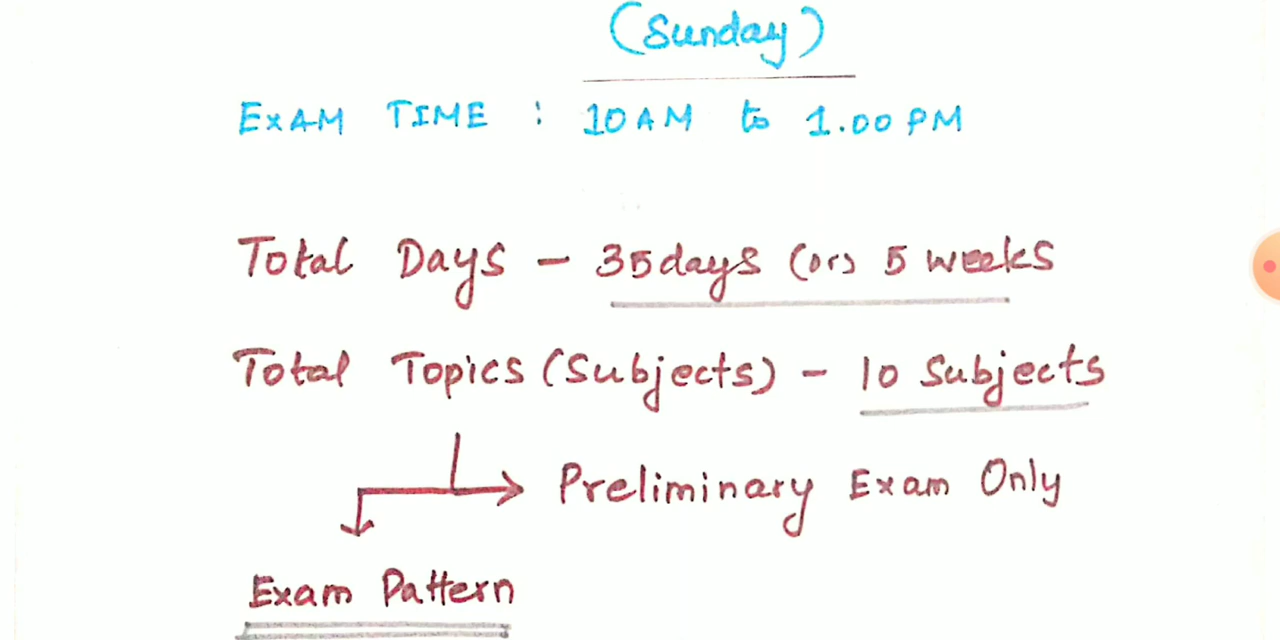 (Sunday)
EXAM TIME : 10 AM to 1.00 PM
Total Days - 35 days (or) 5 weeks
Total Topics (Subjects) - 10 Subjects
Preliminary Exam Only
Exam Pattern